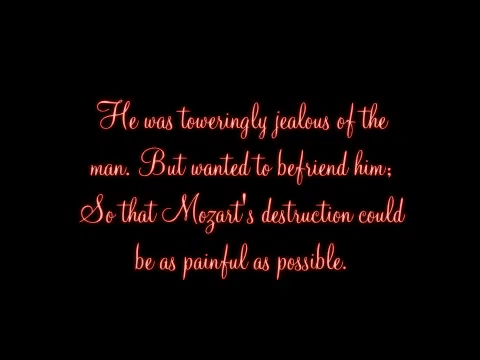 He was toweringly jealous of the
man. But wanted to befriend him;
So that Mozart's destruction could
be as painful as possible.